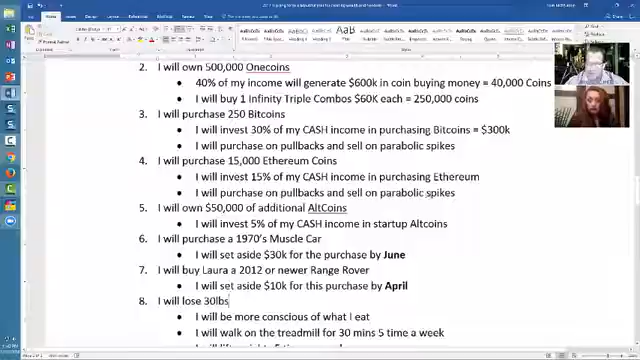 2. I will own 500,000 Onecoins
• 40% of my income will generate $600k in coin buying money = 40,000 Coins
• I will buy 1 Infinity Triple Combos $60K each = 250,000 coins
3. I will purchase 250 Bitcoins
• I will invest 30% of my CASH income in purchasing Bitcoins = $300k
• I will purchase on pullbacks and sell on parabolic spikes
4. I will purchase 15,000 Ethereum Coins
• I will invest 15% of my CASH income in purchasing Ethereum
• I will purchase on pullbacks and sell on parabolic spikes
5. I will own $50,000 of additional AltCoins
• I will invest 5% of my CASH income in startup Altcoins
6. I will purchase a 1970's Muscle Car
• I will set aside $30k for the purchase by June
7. I will buy Laura a 2012 or newer Range Rover
• I will set aside $10k for this purchase by April
8. I will lose 30lbs
• I will be more conscious of what I eat
• I will walk on the treadmill for 30 mins 5 time a week